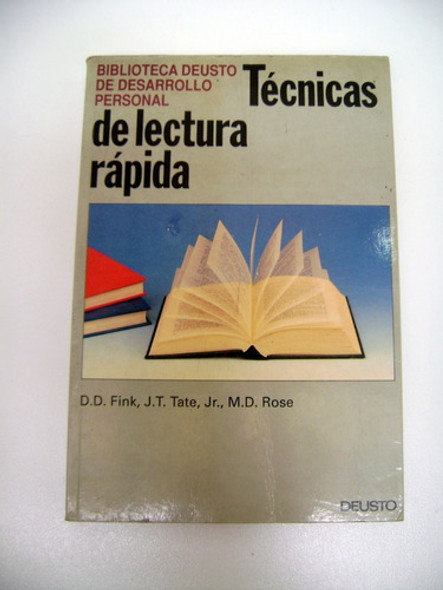 BIBLIOTECA DEUSTO
DE DESARROLLO
PERSONAL
Técnicas
de lectura
rápida
D.D. Fink, J.T. Tate, Jr., M.D. Rose
DEUSTO